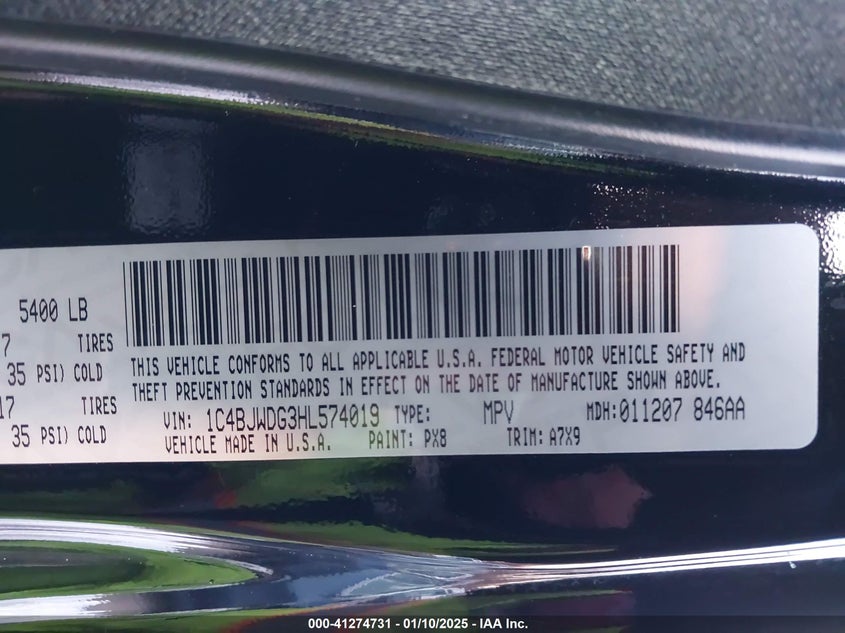 5400 LB
7 TIRES
35 PSI) COLD
17 TIRES
35 PSI) COLD
THIS VEHICLE CONFORMS TO ALL APPLICABLE U.S.A. FEDERAL MOTOR VEHICLE SAFETY AND
THEFT PREVENTION STANDARDS IN EFFECT ON THE DATE OF MANUFACTURE SHOWN ABOVE.
VIN: 1C4BJWDG3HL574019 TYPE: MPV MDH:011207 846AA
VEHICLE MADE IN U.S.A. PAINT: PX8 TRIM: A7X9
000-41274731 - 01/10/2025 - IAA Inc.